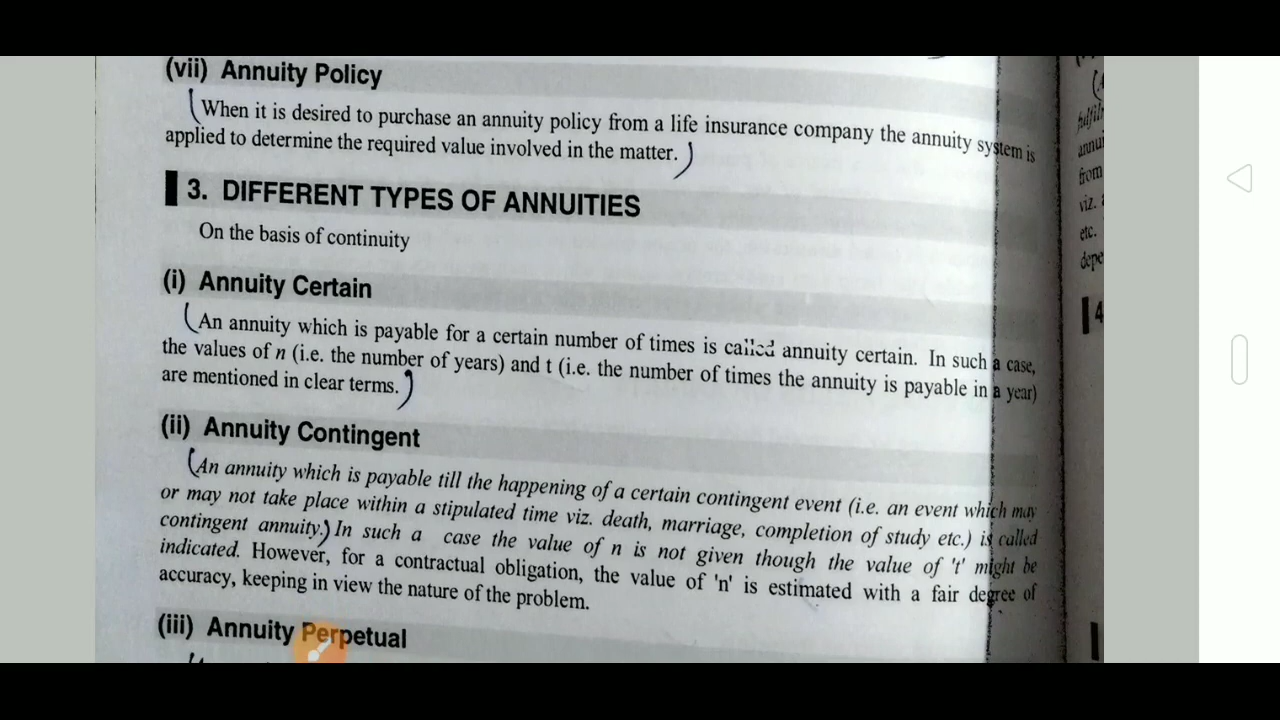 (vii) Annuity Policy
When it is desired to purchase an annuity policy from a life insurance company the annuity system is
applied to determine the required value involved in the matter.
3. DIFFERENT TYPES OF ANNUITIES
On the basis of continuity
(i) Annuity Certain
An annuity which is payable for a certain number of times is called annuity certain. In such a case,
the values of n (i.e. the number of years) and t (i.e. the number of times the annuity is payable in a year)
are mentioned in clear terms.
(ii) Annuity Contingent
An annuity which is payable till the happening of a certain contingent event (i.e. an event which may
or may not take place within a stipulated time viz. death, marriage, completion of study etc.) is called
contingent annuity. In such a case the value of n is not given though the value of 't' might be
indicated. However, for a contractual obligation, the value of 'n' is estimated with a fair degree of
accuracy, keeping in view the nature of the problem.
(iii) Annuity Perpetual
from
viz.
etc.
4